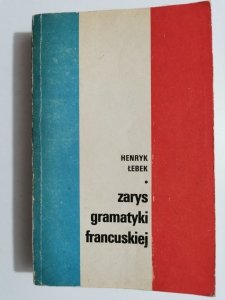 HENRYK
ŁEBEK
•
zarys
gramatyki
francuskiej